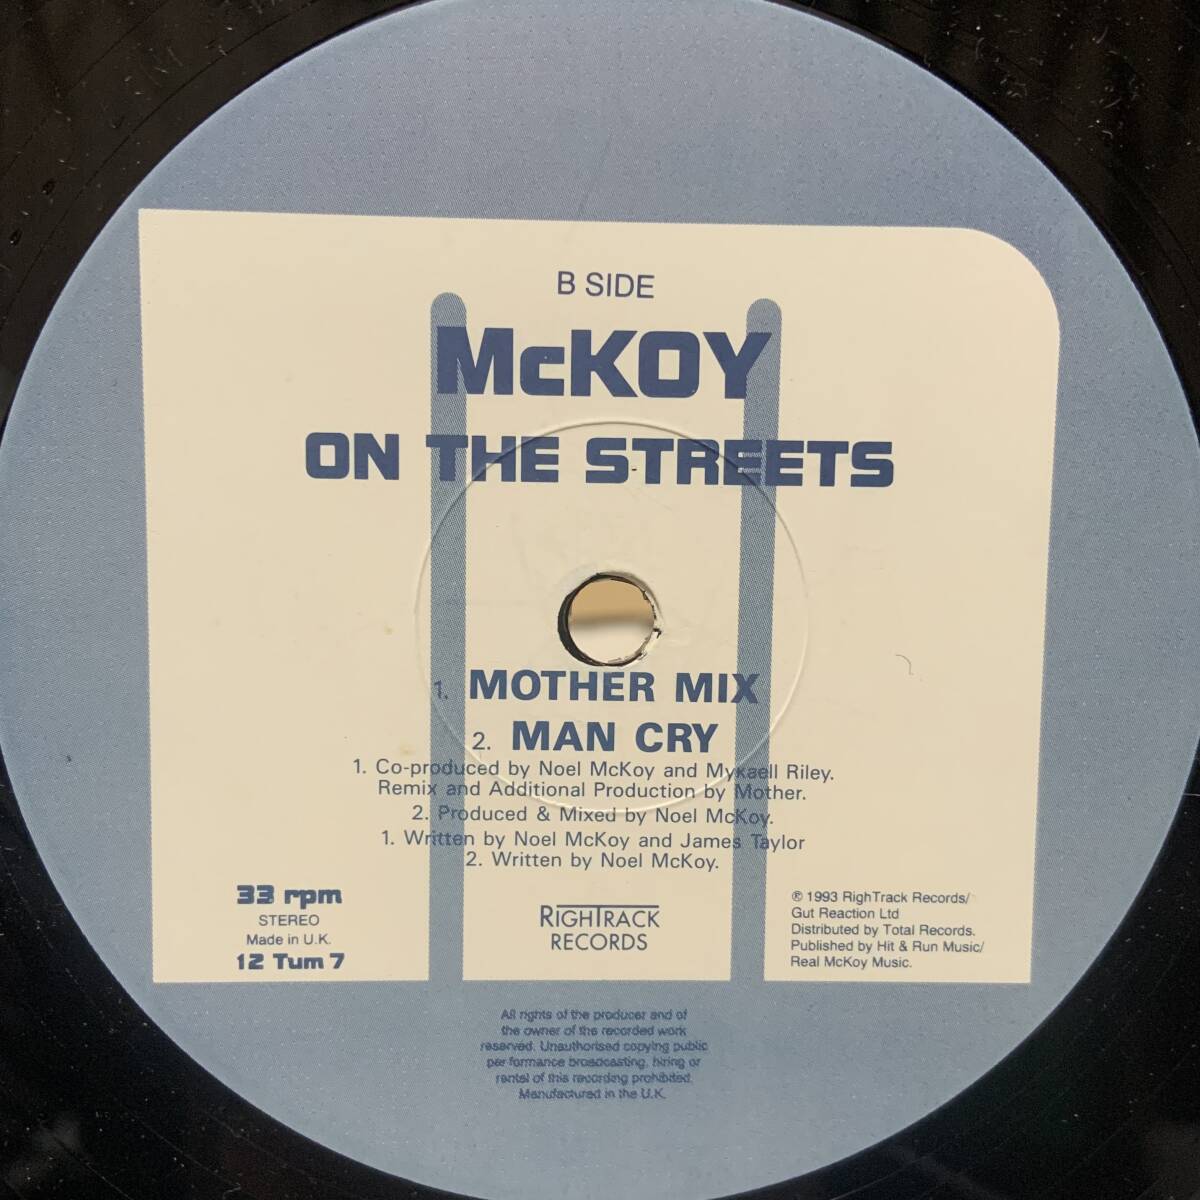 B SIDE
McKOY
ON THE STREETS
1. MOTHER MIX
2. MAN CRY
1. Co-produced by Noel McKoy and Mykaell Riley.
Remix and Additional Production by Mother.
2. Produced & Mixed by Noel McKoy.
1. Written by Noel McKoy and James Taylor
2. Written by Noel McKoy.
33 rpm
STEREO
Made in U.K.
12 Tum 7
RIGHTRACK
RECORDS
℗ 1993 RighTrack Records/
Gut Reaction Ltd
Distributed by Total Records.
Published by Hit & Run Music/
Real McKoy Music.
All rights of the producer and of
the owner of the recorded work
reserved. Unauthorised copying public
performance broadcasting, hiring or
rental of this recording prohibited.
Manufactured in the U.K.